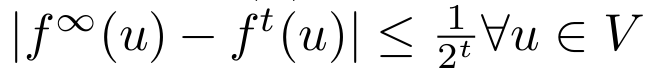 |f^∞(u) − f^t(u)| ≤ 1/2^t ∀u ∈ V